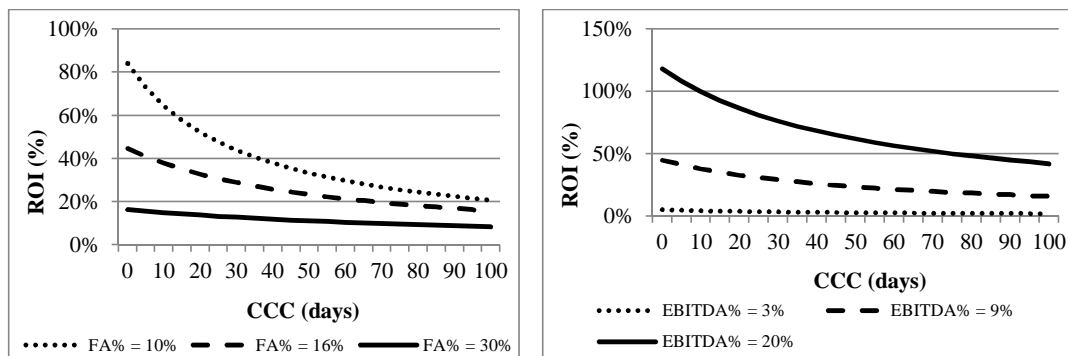 100%
80%
60%
40%
20%
0%
ROI (%)
0 10 20 30 40 50 60 70 80 90 100
CCC (days)
FA% = 10% FA% = 16% FA% = 30%
150%
100%
50%
0%
ROI (%)
0 10 20 30 40 50 60 70 80 90 100
CCC (days)
EBITDA% = 3% EBITDA% = 9%
EBITDA% = 20%